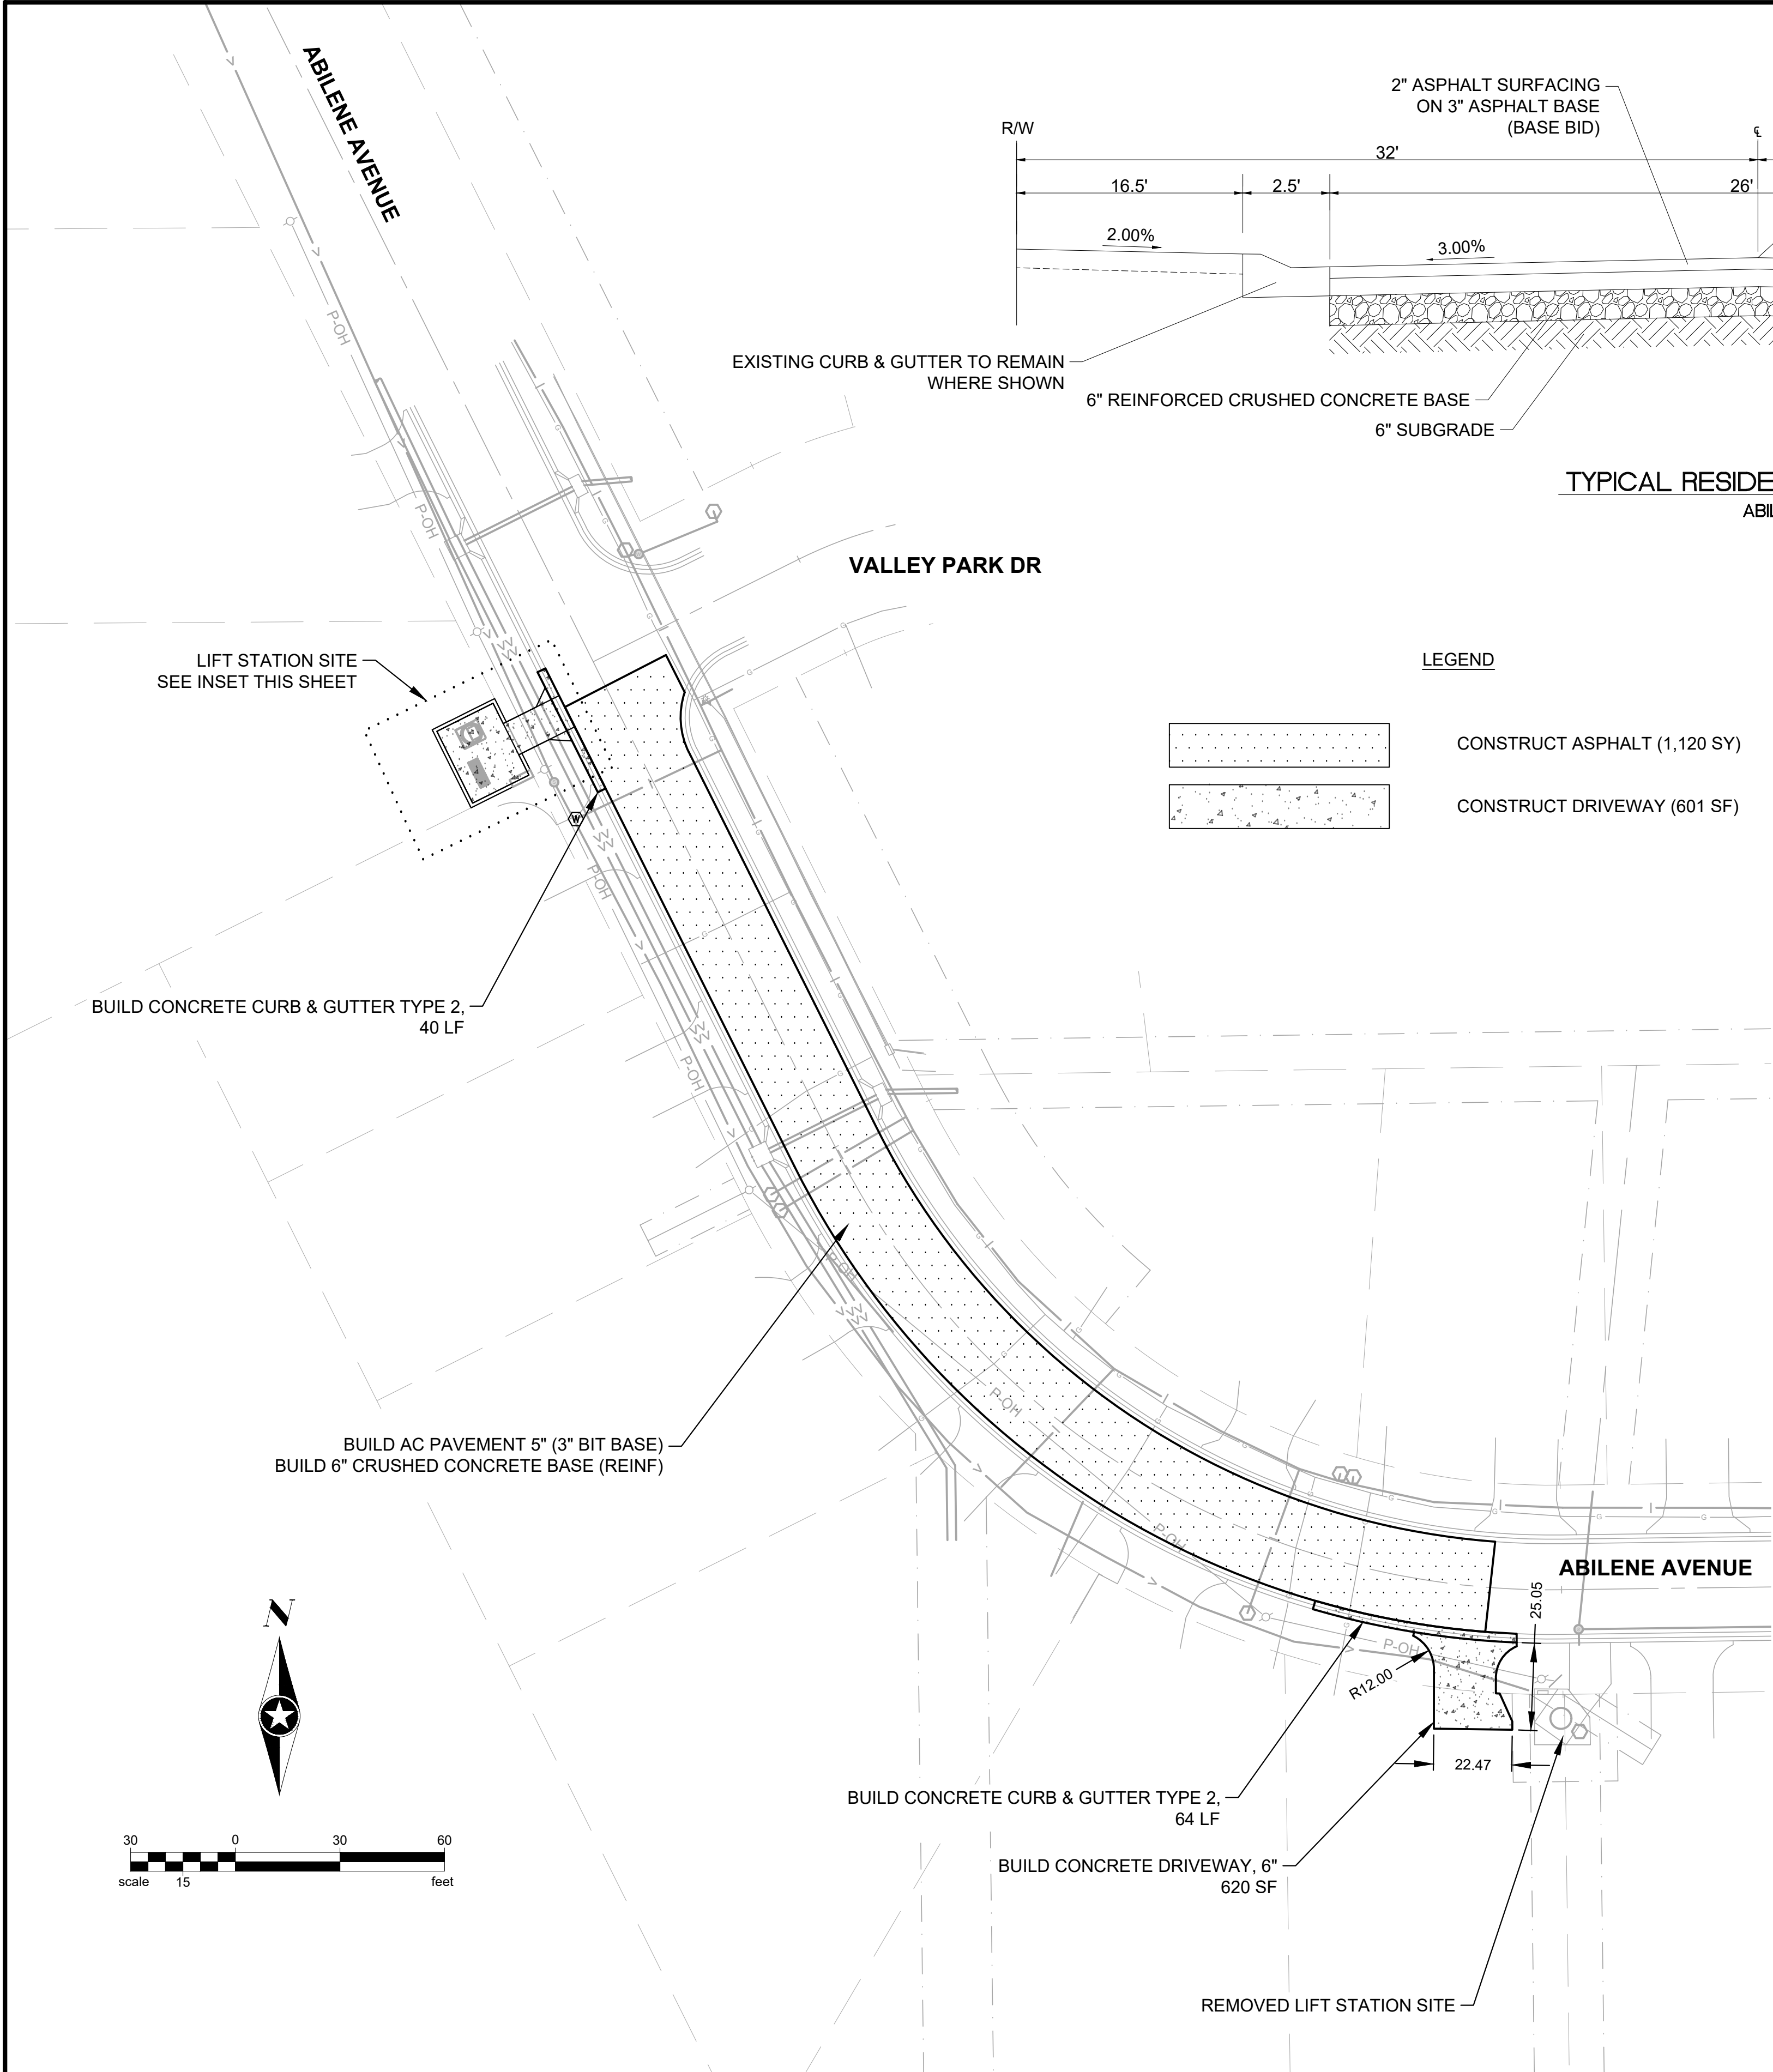 ABILENE AVENUE
2" ASPHALT SURFACING
ON 3" ASPHALT BASE
(BASE BID)
R/W
℄
32'
16.5'
2.5'
26'
2.00%
3.00%
EXISTING CURB & GUTTER TO REMAIN
WHERE SHOWN
6" REINFORCED CRUSHED CONCRETE BASE
6" SUBGRADE
TYPICAL RESIDE
ABIL
P-OH
P-OH
VALLEY PARK DR
LIFT STATION SITE
SEE INSET THIS SHEET
LEGEND
CONSTRUCT ASPHALT (1,120 SY)
CONSTRUCT DRIVEWAY (601 SF)
W
P-OH
BUILD CONCRETE CURB & GUTTER TYPE 2,
40 LF
P-OH
P-OH
P-OH
BUILD AC PAVEMENT 5" (3" BIT BASE)
BUILD 6" CRUSHED CONCRETE BASE (REINF)
P-OH
ABILENE AVENUE
25.05
P-OH
R12.00
22.47
N
BUILD CONCRETE CURB & GUTTER TYPE 2,
64 LF
BUILD CONCRETE DRIVEWAY, 6"
620 SF
30 0 30 60
scale 15 feet
REMOVED LIFT STATION SITE